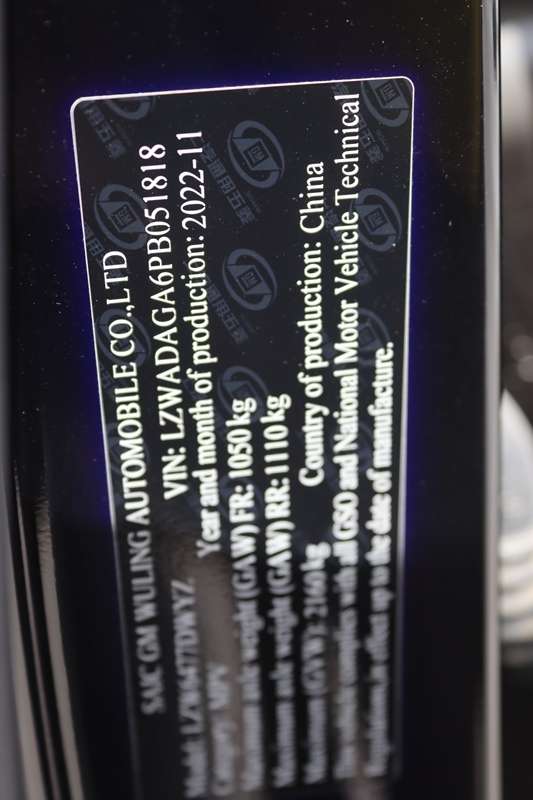 SAIC GM WULING AUTOMOBILE CO.,LTD
Model: VIN: LZWADAGA6PB051818
Category: MPV Year and month of production: 2022-11
Maximum axle weight (GAW) FR: 1050 kg
Maximum axle weight (GAW) RR: 1110 kg
Maximum (GVW): 2160 kg Country of production: China
This vehicle complies with all GSO and National Motor Vehicle Technical
Regulations in effect up to the date of manufacture.